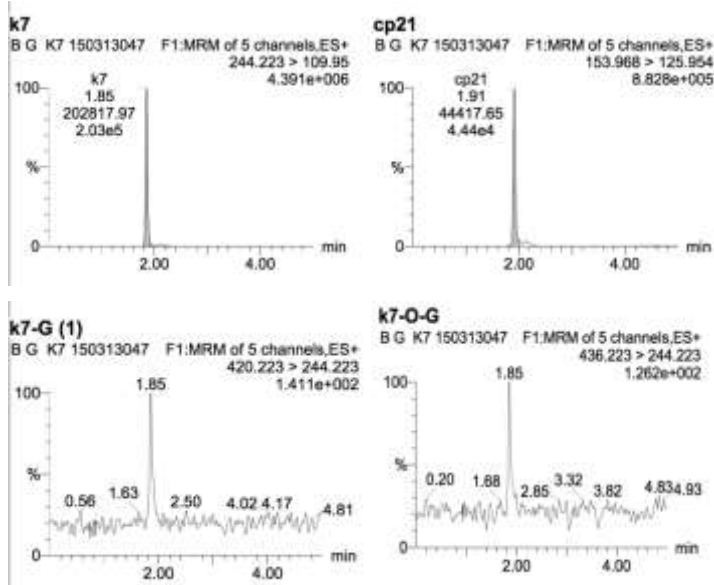 k7
B G K7 150313047 F1:MRM of 5 channels,ES+
244.223 > 109.95
4.391e+006
100
k7
1.85
202817.97
2.03e5
%
0
min
2.00 4.00
cp21
B G K7 150313047 F1:MRM of 5 channels,ES+
153.968 > 125.954
8.828e+005
100
cp21
1.91
44417.65
4.44e4
%
0
min
2.00 4.00
k7-G (1)
B G K7 150313047 F1:MRM of 5 channels,ES+
420.223 > 244.223
1.411e+002
1.85
100
%
0.56 1.63 2.50 4.02 4.17 4.81
0
min
2.00 4.00
k7-O-G
B G K7 150313047 F1:MRM of 5 channels,ES+
436.223 > 244.223
1.262e+002
1.85
100
%
0.20 1.68 2.85 3.32 3.82 4.83 4.93
0
min
2.00 4.00